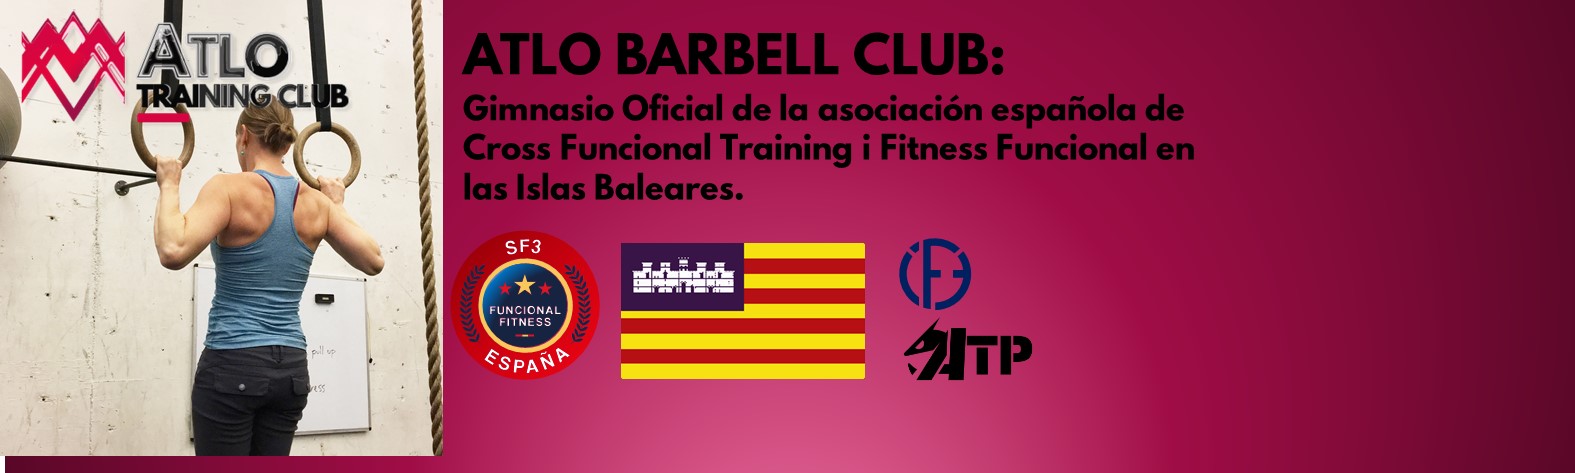 ATLO
TRAINING CLUB
ATLO BARBELL CLUB:
Gimnasio Oficial de la asociación española de
Cross Funcional Training i Fitness Funcional en
las Islas Baleares.
SF3
FUNCIONAL
FITNESS
ESPAÑA
iF3
ATP
pull up